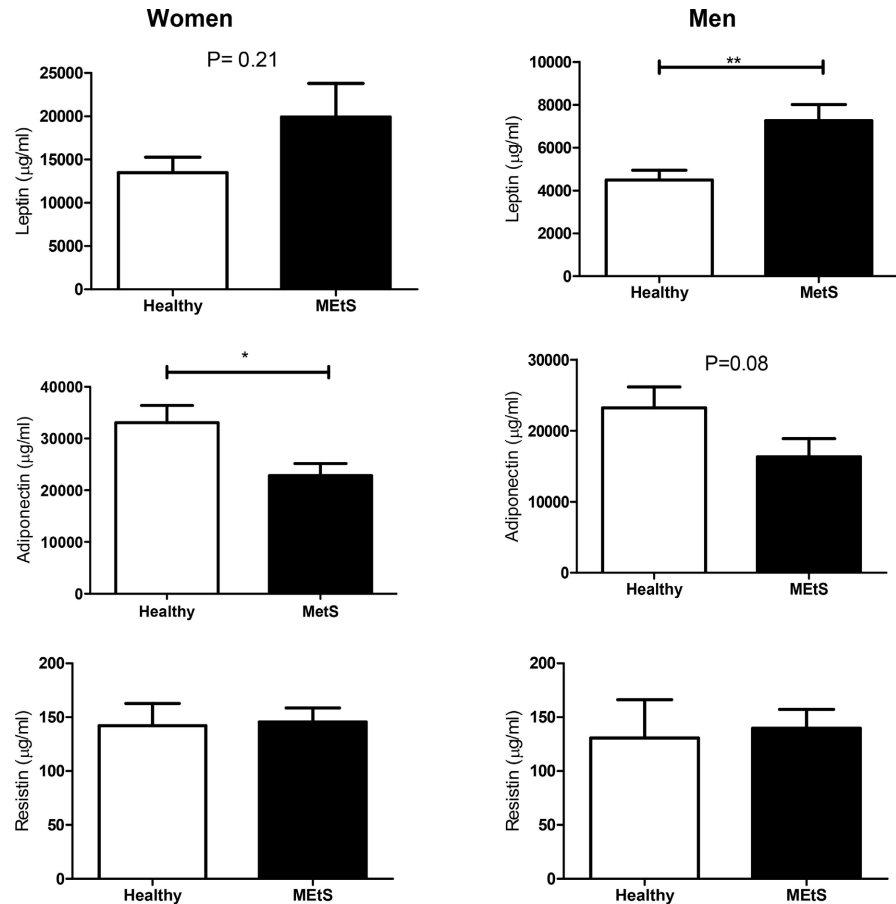 Women
Men
P= 0.21
Leptin (μg/ml)
25000
20000
15000
10000
5000
0
Healthy
MEtS
**
Leptin (μg/ml)
10000
8000
6000
4000
2000
0
Healthy
MetS
*
Adiponectin (μg/ml)
40000
30000
20000
10000
0
Healthy
MetS
P=0.08
Adiponectin (μg/ml)
30000
20000
10000
0
Healthy
MEtS
Resistin (μg/ml)
200
150
100
50
0
Healthy
MEtS
Resistin (μg/ml)
200
150
100
50
0
Healthy
MEtS